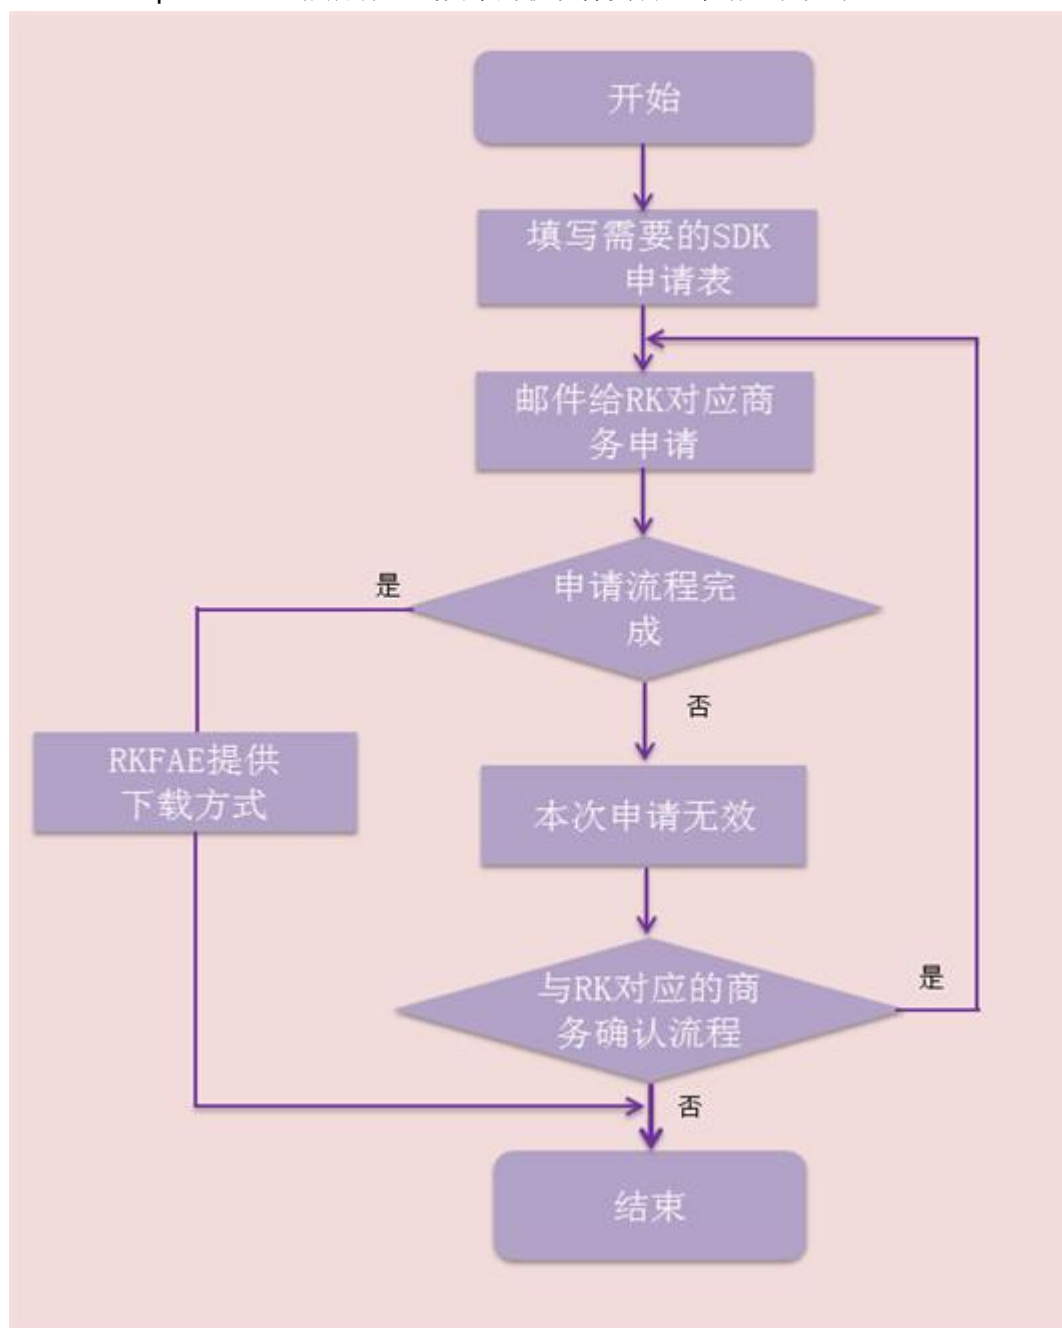 开始
填写需要的SDK
申请表
邮件给RK对应商
务申请
申请流程完
成
是
否
RKFAE提供
下载方式
本次申请无效
与RK对应的商
务确认流程
是
否
结束